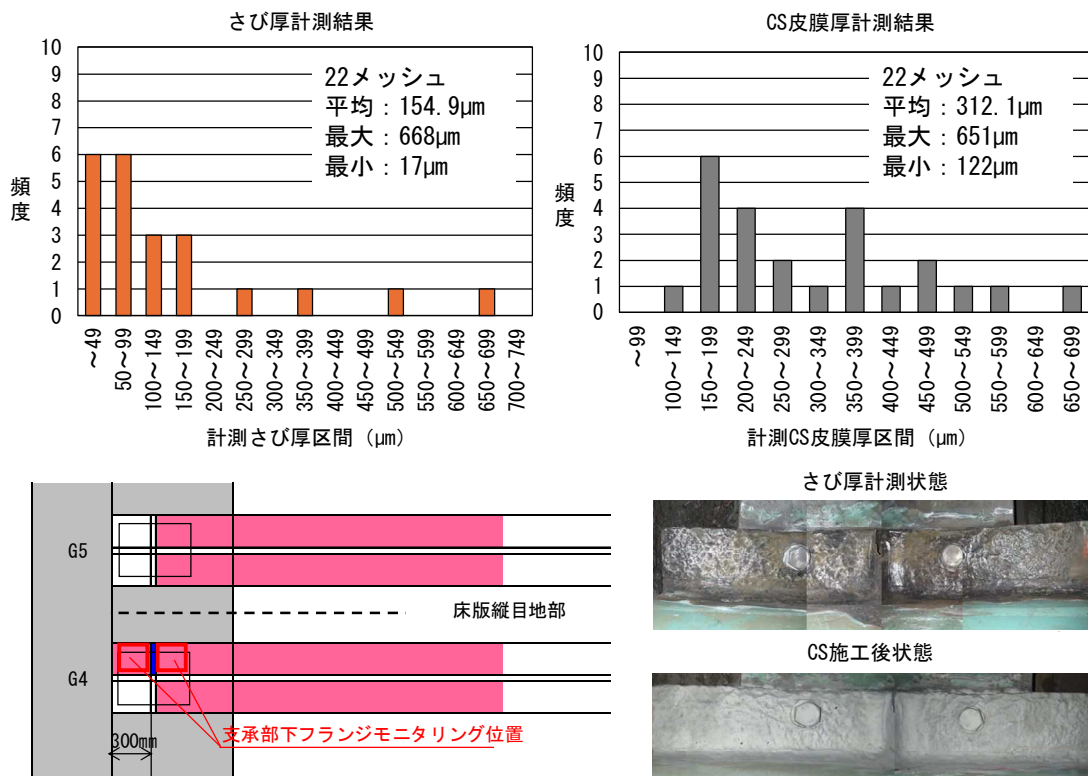 さび厚計測結果
10
9
8
7
6
5
4
3
2
1
0
頻度
22メッシュ
平均：154.9μm
最大：668μm
最小：17μm
～49
50～99
100～149
150～199
200～249
250～299
300～349
350～399
400～449
450～499
500～549
550～599
600～649
650～699
700～749
計測さび厚区間（μm）
CS皮膜厚計測結果
10
9
8
7
6
5
4
3
2
1
0
頻度
22メッシュ
平均：312.1μm
最大：651μm
最小：122μm
～99
100～149
150～199
200～249
250～299
300～349
350～399
400～449
450～499
500～549
550～599
600～649
650～699
計測CS皮膜厚区間（μm）
G5
床版縦目地部
G4
支承部下フランジモニタリング位置
300mm
さび厚計測状態
CS施工後状態